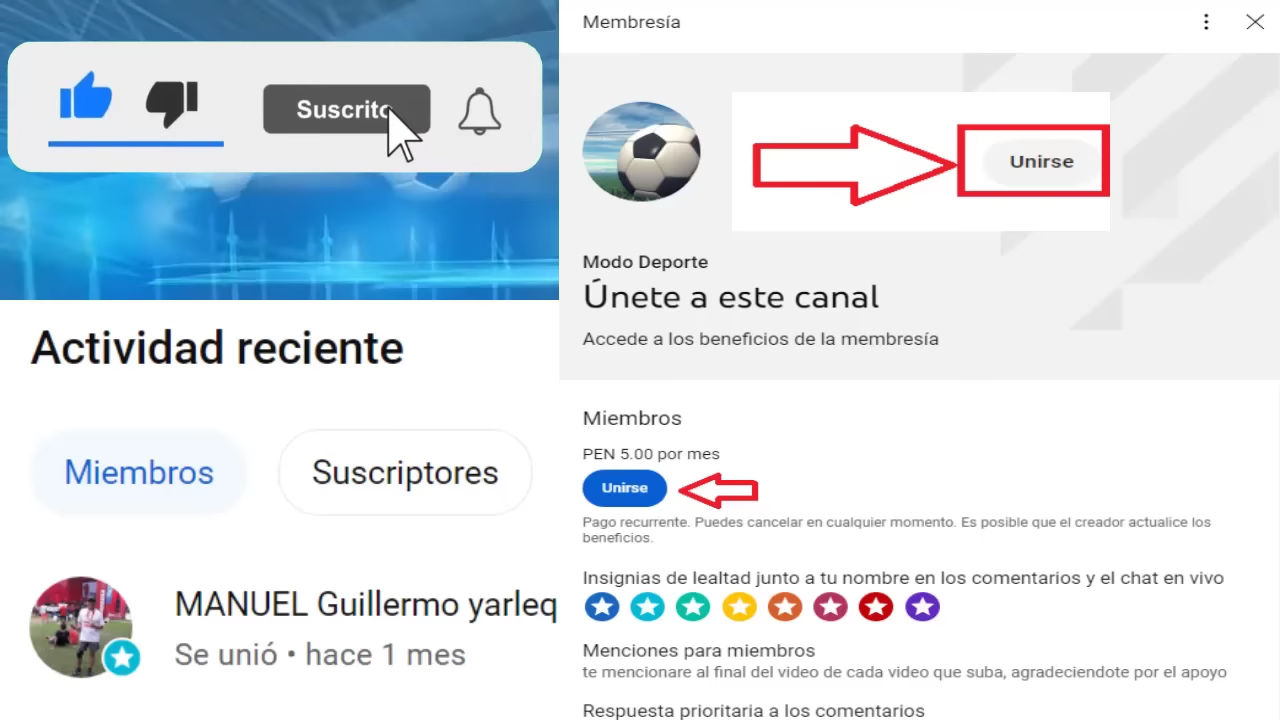 Suscrito
Actividad reciente
Miembros
Suscriptores
MANUEL Guillermo yarleq
Se unió • hace 1 mes
Membresía
Unirse
Modo Deporte
Únete a este canal
Accede a los beneficios de la membresía
Miembros
PEN 5.00 por mes
Unirse
Pago recurrente. Puedes cancelar en cualquier momento. Es posible que el creador actualice los
beneficios.
Insignias de lealtad junto a tu nombre en los comentarios y el chat en vivo
Menciones para miembros
te mencionare al final del video de cada video que suba, agradeciendote por el apoyo
Respuesta prioritaria a los comentarios